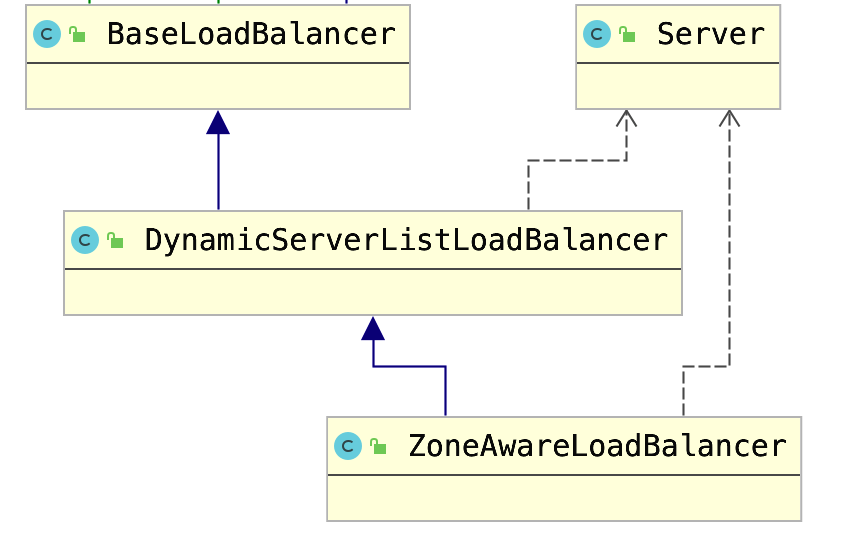 C BaseLoadBalancer
C Server
C DynamicServerListLoadBalancer
C ZoneAwareLoadBalancer